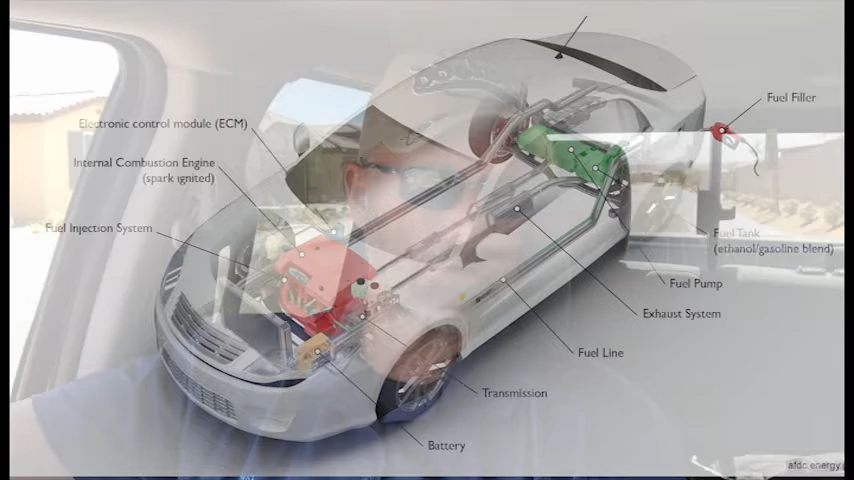 Fuel Filler
Electronic control module (ECM)
Internal Combustion Engine
(spark ignited)
Fuel Injection System
Fuel Tank
(ethanol/gasoline blend)
Fuel Pump
Exhaust System
Fuel Line
Transmission
Battery
afdc.energy